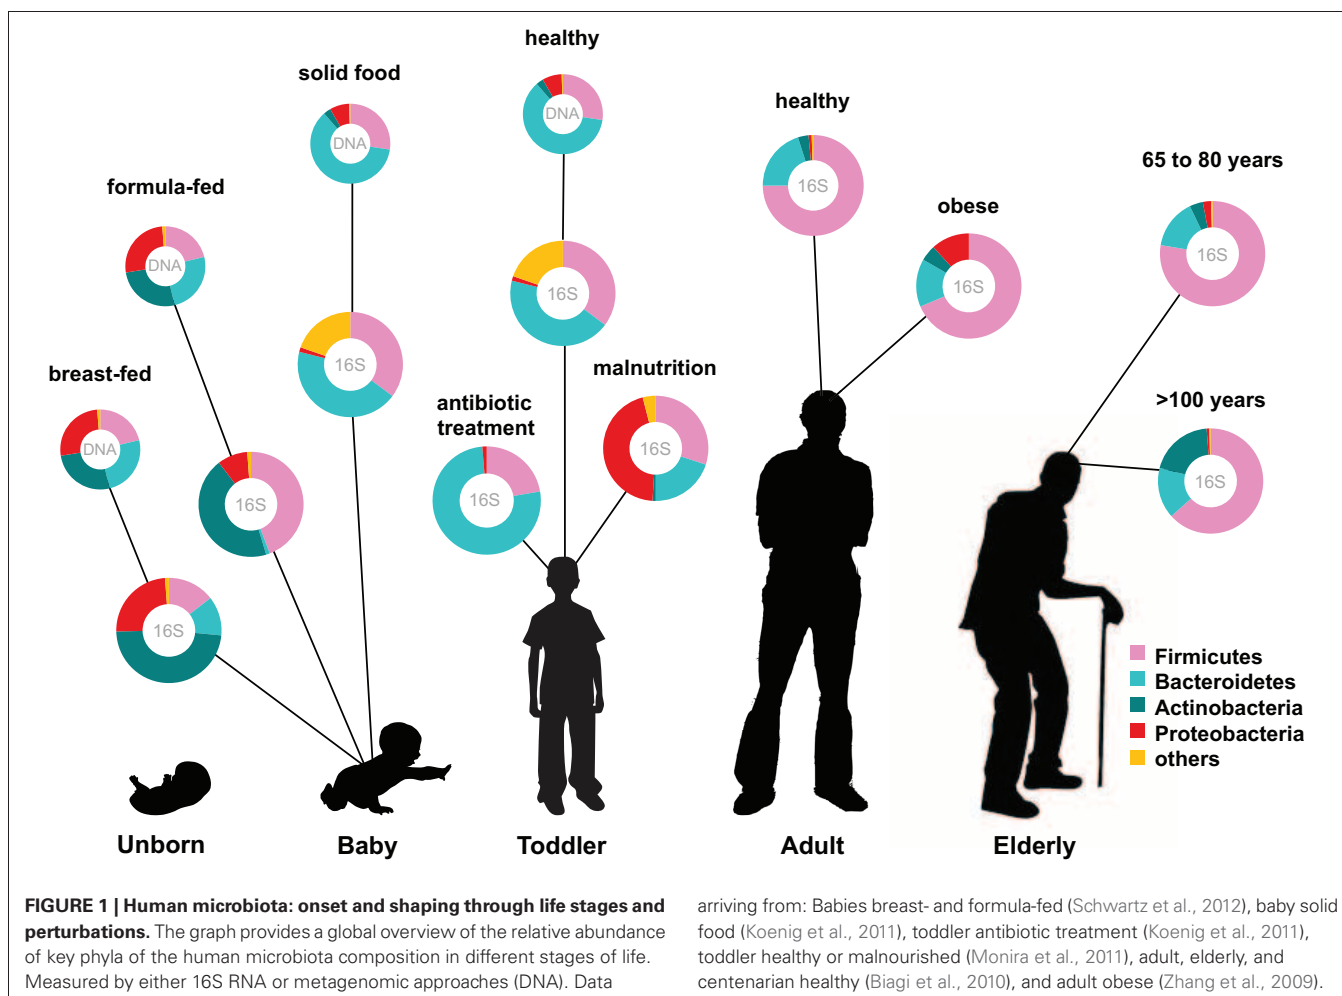 healthy
solid food
DNA
DNA
healthy
16S
65 to 80 years
formula-fed
obese
16S
DNA
16S
16S
16S
malnutrition
breast-fed
antibiotic
treatment
>100 years
DNA
16S
16S
16S
16S
16S
Firmicutes
Bacteroidetes
Actinobacteria
Proteobacteria
others
Unborn
Baby
Toddler
Adult
Elderly
FIGURE 1 | Human microbiota: onset and shaping through life stages and
perturbations. The graph provides a global overview of the relative abundance
of key phyla of the human microbiota composition in different stages of life.
Measured by either 16S RNA or metagenomic approaches (DNA). Data
arriving from: Babies breast- and formula-fed (Schwartz et al., 2012), baby solid
food (Koenig et al., 2011), toddler antibiotic treatment (Koenig et al., 2011),
toddler healthy or malnourished (Monira et al., 2011), adult, elderly, and
centenarian healthy (Biagi et al., 2010), and adult obese (Zhang et al., 2009).